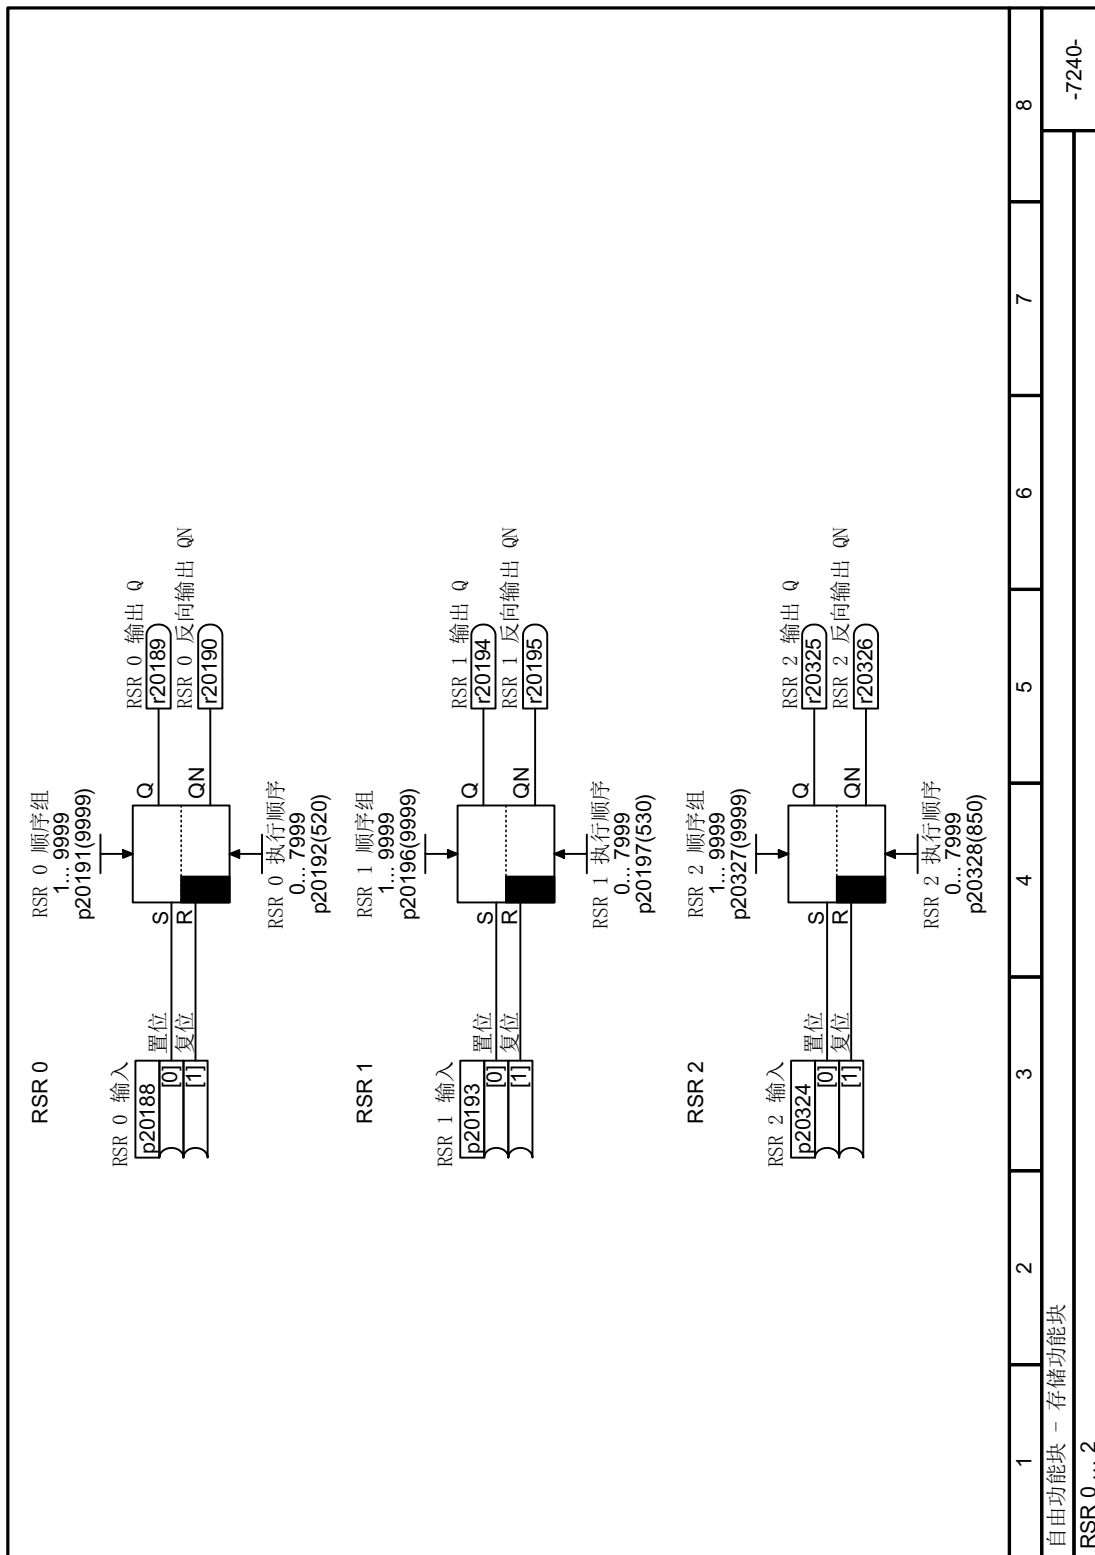 RSR 0
RSR 0 顺序组
1... 9999
p20191(9999)
RSR 0 输入
p20188
[0]
置位
[1]
复位
S
R
Q
QN
RSR 0 输出 Q
r20189
RSR 0 反向输出 QN
r20190
RSR 0 执行顺序
0... 7999
p20192(520)
RSR 1
RSR 1 顺序组
1... 9999
p20196(9999)
RSR 1 输入
p20193
[0]
置位
[1]
复位
S
R
Q
QN
RSR 1 输出 Q
r20194
RSR 1 反向输出 QN
r20195
RSR 1 执行顺序
0... 7999
p20197(530)
RSR 2
RSR 2 顺序组
1... 9999
p20327(9999)
RSR 2 输入
p20324
[0]
置位
[1]
复位
S
R
Q
QN
RSR 2 输出 Q
r20325
RSR 2 反向输出 QN
r20326
RSR 2 执行顺序
0... 7999
p20328(850)
1 2 3 4 5 6 7 8
自由功能块 - 存储功能块
-7240-
RSR 0 ... 2